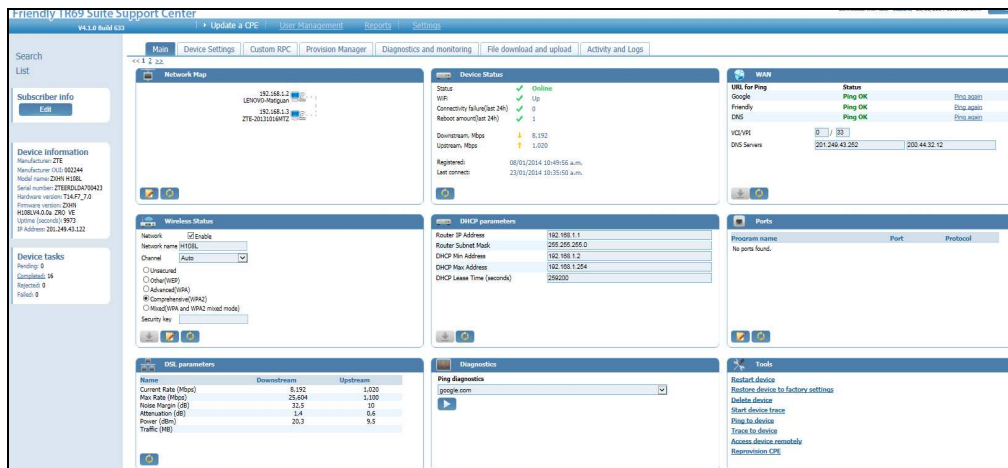 Friendly TR69 Suite Support Center
V4.1.0 Build 633
Update a CPE User Management Reports Settings
Search
List
Subscriber info
Edit
Device information
Manufacturer: ZTE
Manufacturer OUI: 002244
Model name: ZXHN H108L
Serial number: ZTEERDLDA700423
Hardware version: T14.F7_7.0
Firmware version: ZXHN
H108LV4.0.0a_ZRQ_VE
Uptime (seconds): 9973
IP Address: 201.249.43.122
Device tasks
Pending: 0
Completed: 16
Rejected: 0
Failed: 0
Main Device Settings Custom RPC Provision Manager Diagnostics and monitoring File download and upload Activity and Logs
<< 1 2 >>
Network Map
192.168.1.2
LENOVO-Matiguan
192.168.1.3
ZTE-20131016MTZ
Device Status
Status Online
WiFi Up
Connectivity failure(last 24h) 0
Reboot amount(last 24h) 1
Downstream, Mbps 8,192
Upstream, Mbps 1,020
Registered: 08/01/2014 10:49:56 a.m.
Last connect: 23/01/2014 10:35:50 a.m.
WAN
URL for Ping Status
Google Ping OK Ping again
Friendly Ping OK Ping again
DNS Ping OK Ping again
VCI/VPI 0 / 33
DNS Servers 201.249.43.252 200.44.32.12
Wireless Status
Network Enable
Network name H108L
Channel Auto
Unsecured
Other(WEP)
Advanced(WPA)
Comprehensive(WPA2)
Mixed(WPA and WPA2 mixed mode)
Security key
DHCP parameters
Router IP Address 192.168.1.1
Router Subnet Mask 255.255.255.0
DHCP Min Address 192.168.1.2
DHCP Max Address 192.168.1.254
DHCP Lease Time (seconds) 259200
Ports
Program name Port Protocol
No ports found.
DSL parameters
Name Downstream Upstream
Current Rate (Mbps) 8,192 1,020
Max Rate (Mbps) 25,604 1,100
Noise Margin (dB) 32.5 10
Attenuation (dB) 1.4 0.6
Power (dBm) 20.3 9.5
Traffic (MB)
Diagnostics
Ping diagnostics
google.com
Tools
Restart device
Restore device to factory settings
Delete device
Start device trace
Ping to device
Trace to device
Access device remotely
Reprovision CPE